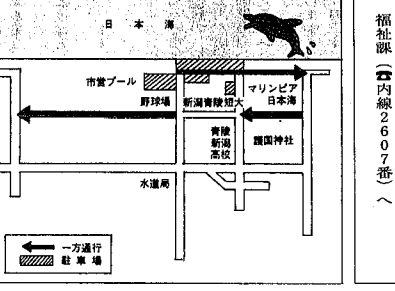 日本海
市営プール
野球場
新潟青陵短大
マリンピア
日本海
青陵
新潟
高校
護国神社
水道局
一方通行
駐車場
福祉課（☎内線2607番）へ